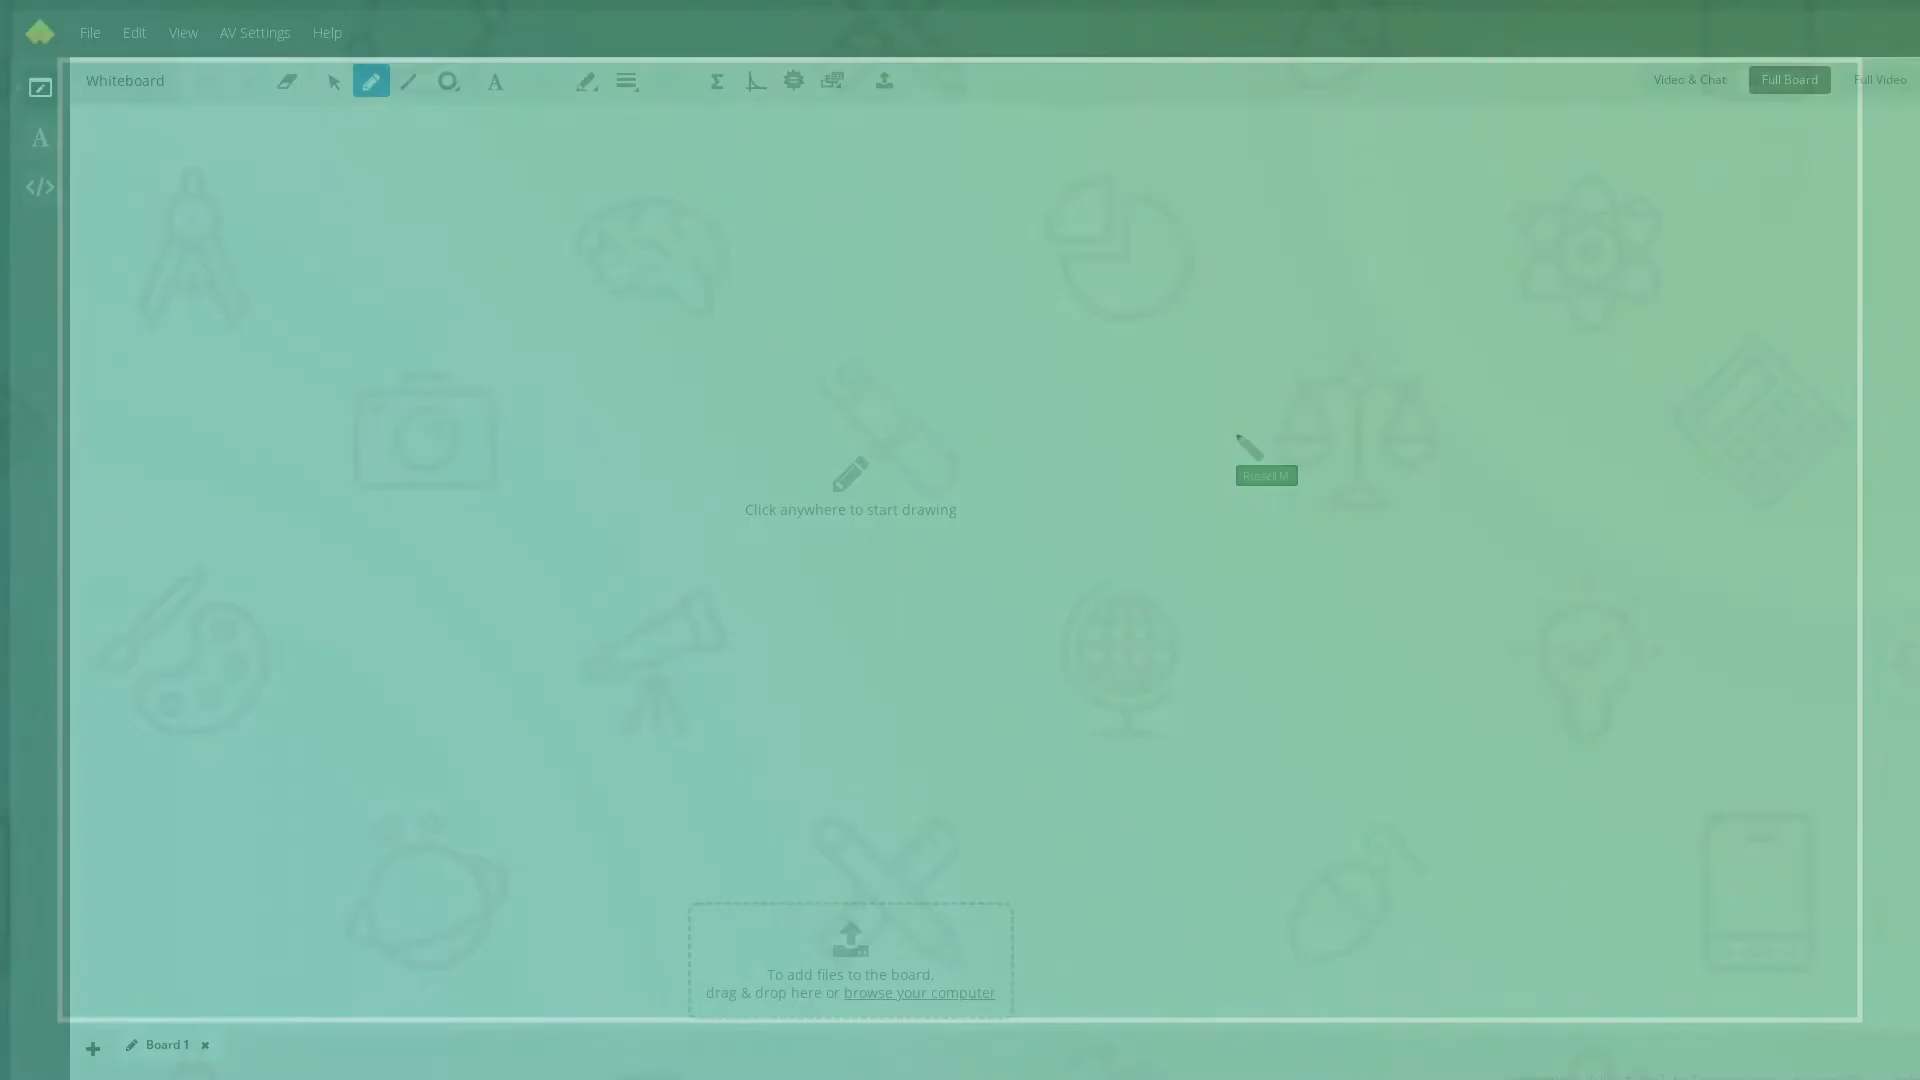 File Edit View AV Settings Help
Whiteboard
Video & Chat Full Board Full Video
Russell M.
Click anywhere to start drawing
To add files to the board,
drag & drop here or browse your computer
Board 1